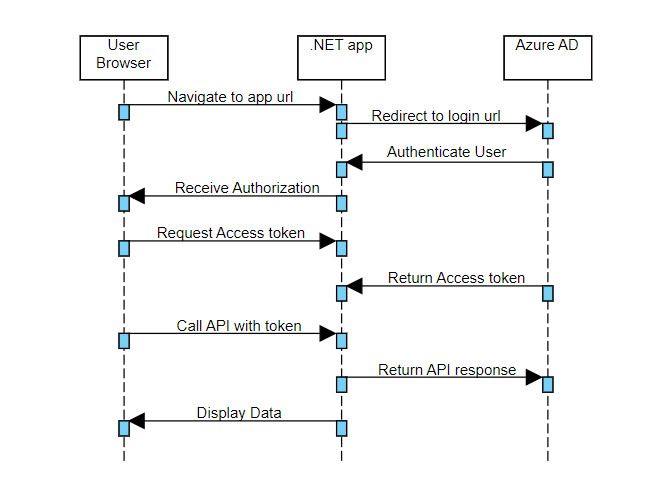 User
Browser
.NET app
Azure AD
Navigate to app url
Redirect to login url
Authenticate User
Receive Authorization
Request Access token
Return Access token
Call API with token
Return API response
Display Data